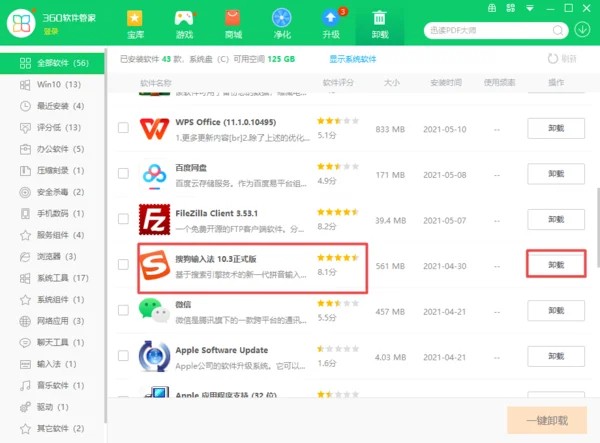 360软件管家
登录
宝库
游戏
商城
净化
升级
3
卸载
迅读PDF大师
已安装软件 43 款，系统盘（C）可用空间 125 GB
显示系统软件
刷新
软件名称
软件评分
大小
安装时间
使用频率
操作
全部软件 (56)
Win10 (13)
最近安装 (4)
评分低 (13)
办公软件 (5)
压缩刻录 (1)
安全杀毒 (2)
手机数码 (1)
服务组件 (4)
浏览器 (3)
系统工具 (17)
系统组件 (1)
网络应用 (3)
聊天工具 (1)
输入法 (1)
音乐软件 (1)
驱动 (1)
其它软件 (2)
WPS Office (11.1.0.10495)
1.更多更新内容[br]2.除了上述的优化...
5.1分
833 MB
2021-05-10
--
卸载
百度网盘
百度云存储服务。作为百度易平台组...
4.9分
171 MB
2021-05-08
--
卸载
FileZilla Client 3.53.1
一个免费开源的FTP客户端软件。分...
8.2分
39.4 MB
2021-05-07
--
卸载
搜狗输入法 10.3正式版
基于搜索引擎技术的新一代拼音输入...
8.1分
561 MB
2021-04-30
--
卸载
微信
微信是腾讯旗下的一款跨平台的通讯...
5.5分
457 MB
2021-04-21
--
卸载
Apple Software Update
Apple公司的软件升级系统。它可以...
1.6分
4.03 MB
2021-04-21
--
卸载
Apple 应用程序支持 (32 位)
一键卸载